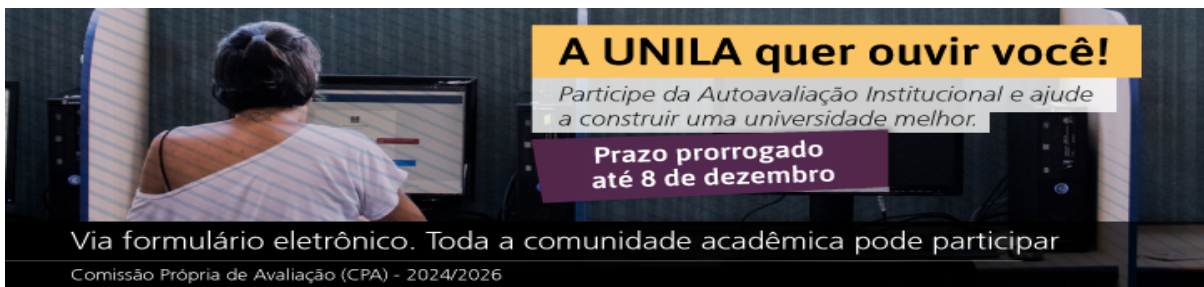 A UNILA quer ouvir você!
Participe da Autoavaliação Institucional e ajude
a construir uma universidade melhor.
Prazo prorrogado
até 8 de dezembro
Via formulário eletrônico. Toda a comunidade acadêmica pode participar
Comissão Própria de Avaliação (CPA) - 2024/2026